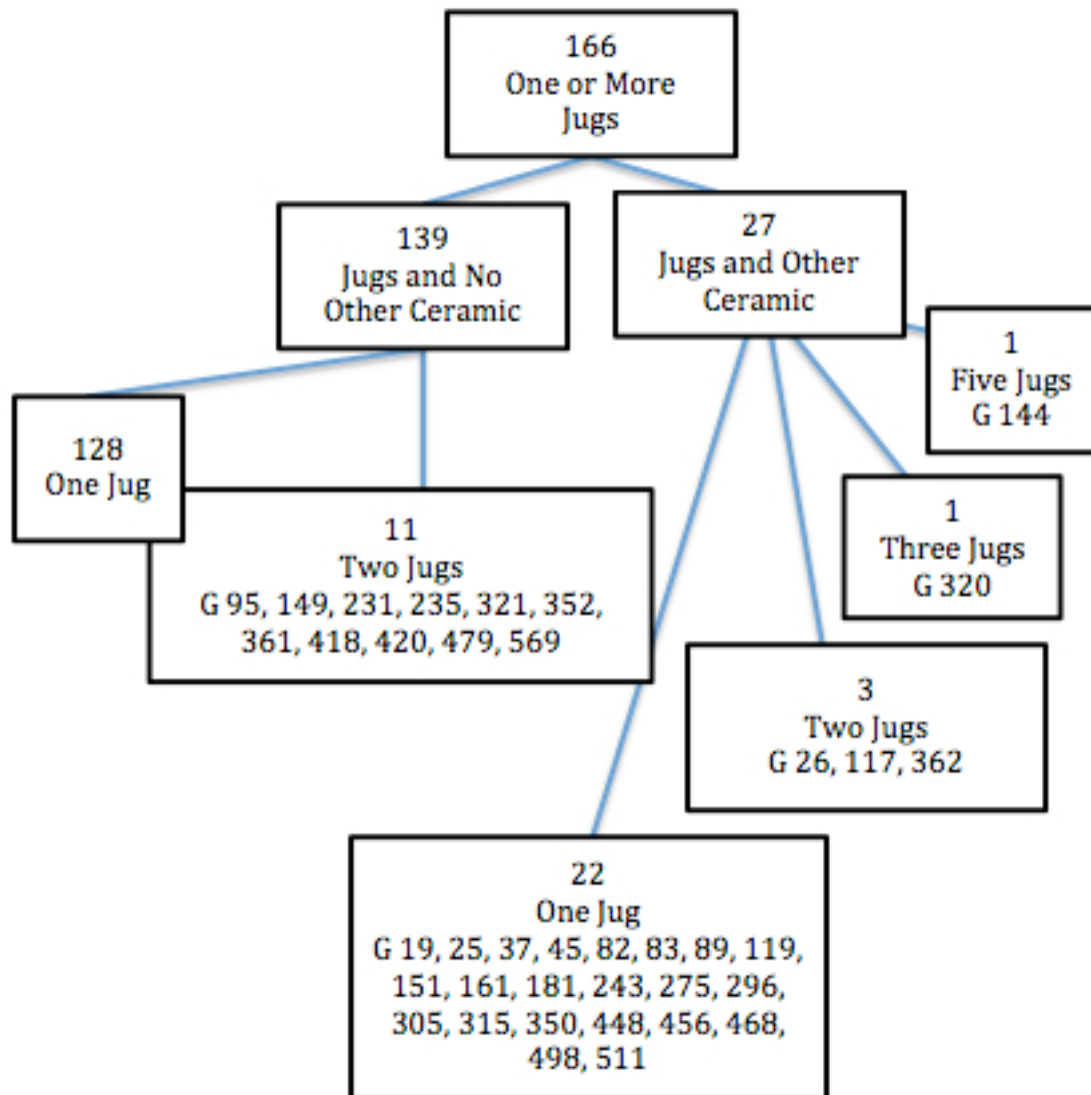 166
One or More
Jugs
139
Jugs and No
Other Ceramic
27
Jugs and Other
Ceramic
1
Five Jugs
G 144
128
One Jug
11
Two Jugs
G 95, 149, 231, 235, 321, 352,
361, 418, 420, 479, 569
1
Three Jugs
G 320
3
Two Jugs
G 26, 117, 362
22
One Jug
G 19, 25, 37, 45, 82, 83, 89, 119,
151, 161, 181, 243, 275, 296,
305, 315, 350, 448, 456, 468,
498, 511